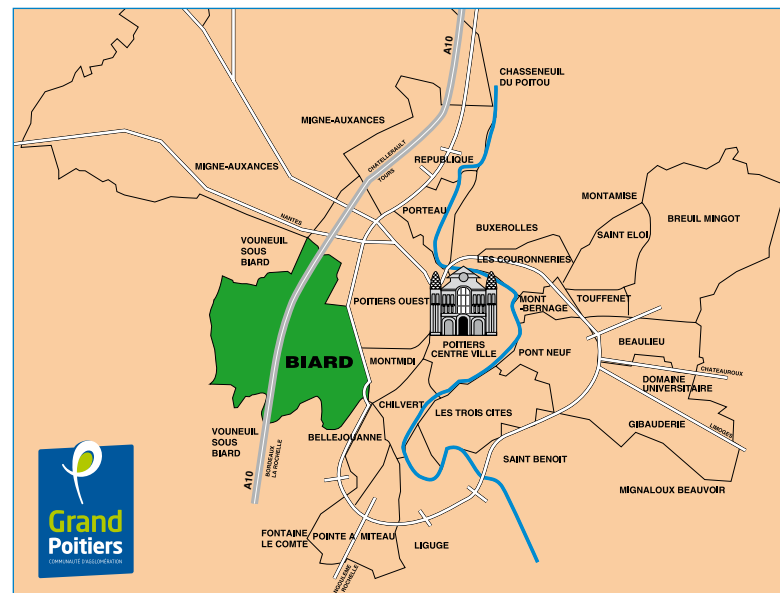 A10
CHASSENEUIL
DU POITOU
MIGNE-AUXANCES
CHATELLERAULT
TOURS
REPUBLIQUE
MIGNE-AUXANCES
NANTES
PORTEAU
MONTAMISE
BREUIL MINGOT
BUXEROLLES
SAINT ELOI
VOUNEUIL
SOUS
BIARD
LES COURONNERIES
POITIERS OUEST
MONT
-BERNAGE
TOUFFENET
POITIERS
CENTRE VILLE
BEAULIEU
BIARD
MONTMIDI
PONT NEUF
CHATEAUROUX
DOMAINE
UNIVERSITAIRE
CHILVERT
LES TROIS CITES
GIBAUDERIE
LIMOGES
VOUNEUIL
SOUS
BIARD
BELLEJOUANNE
SAINT BENOIT
BORDEAUX
LA ROCHELLE
A10
MIGNALOUX BEAUVOIR
FONTAINE
LE COMTE
POINTE A MITEAU
LIGUGE
Grand
Poitiers
COMMUNAUTÉ D'AGGLOMÉRATION